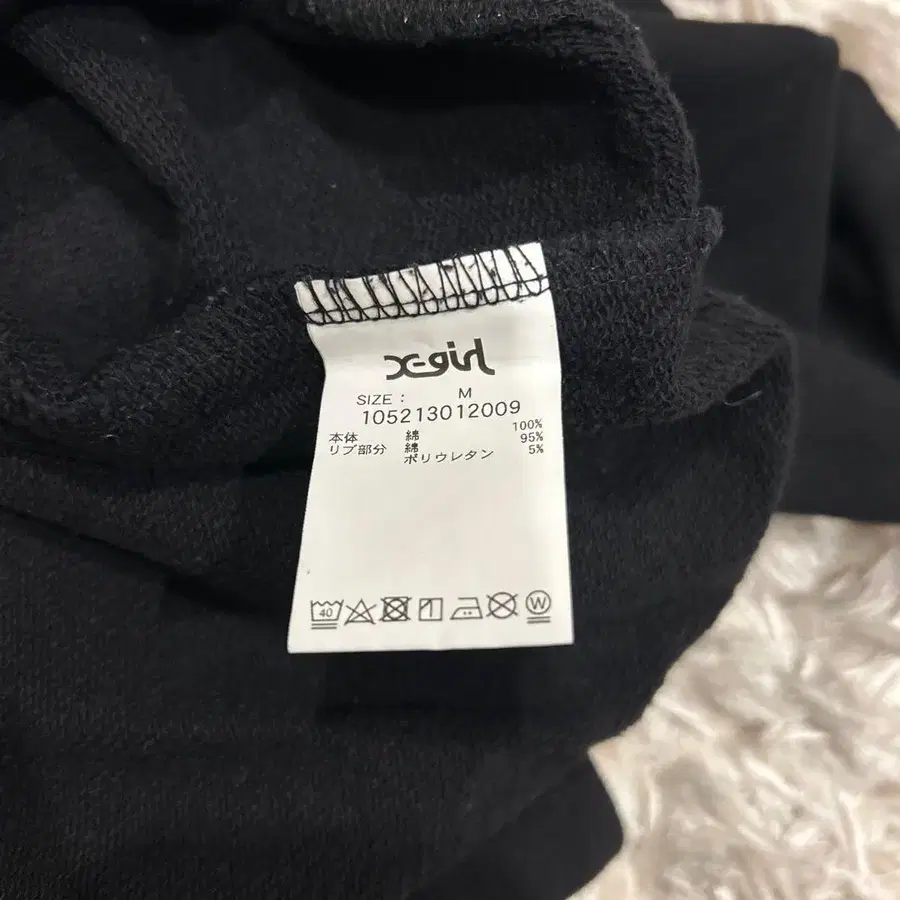 X-girl
SIZE : M
105213012009
本体 綿 100%
リブ部分 綿 95%
ポリウレタン 5%
40 W